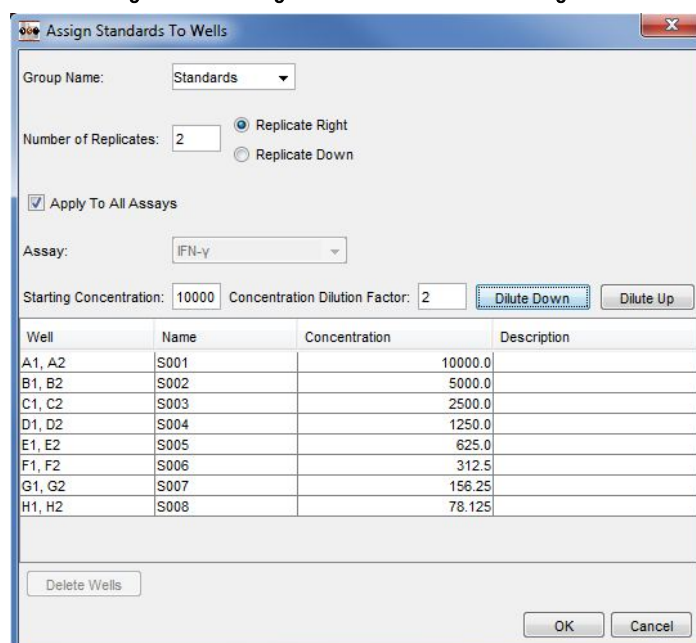 Assign Standards To Wells
Group Name: Standards
Number of Replicates: 2
Replicate Right
Replicate Down
Apply To All Assays
Assay: IFN-γ
Starting Concentration: 10000 Concentration Dilution Factor: 2 Dilute Down Dilute Up
Well Name Concentration Description
A1, A2 S001 10000.0
B1, B2 S002 5000.0
C1, C2 S003 2500.0
D1, D2 S004 1250.0
E1, E2 S005 625.0
F1, F2 S006 312.5
G1, G2 S007 156.25
H1, H2 S008 78.125
Delete Wells
OK Cancel